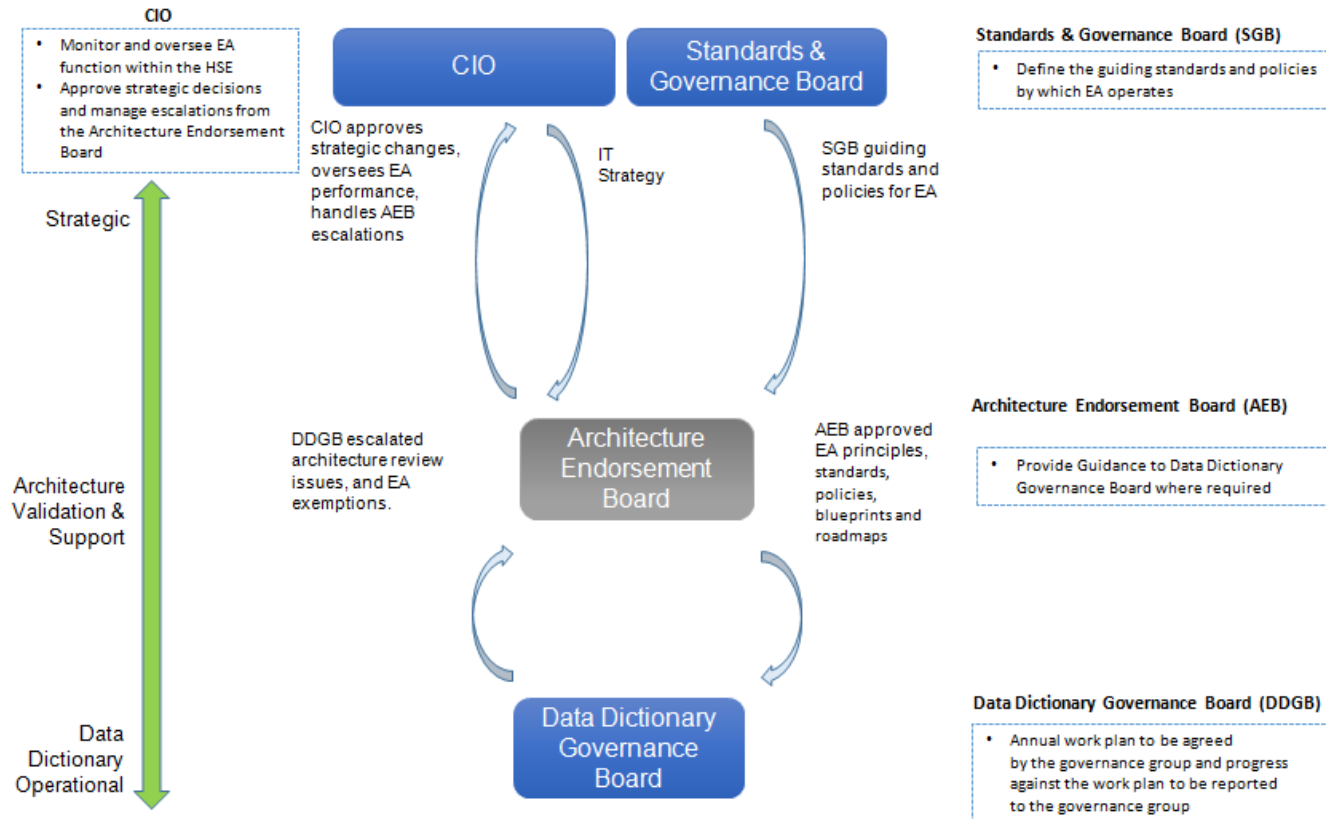 CIO
• Monitor and oversee EA
function within the HSE
• Approve strategic decisions
and manage escalations from
the Architecture Endorsement
Board
CIO
Standards &
Governance Board
Standards & Governance Board (SGB)
• Define the guiding standards and policies
by which EA operates
CIO approves
strategic changes,
oversees EA
performance,
handles AEB
escalations
IT
Strategy
SGB guiding
standards and
policies for EA
Strategic
Architecture
Validation &
Support
Data
Dictionary
Operational
DDGB escalated
architecture review
issues, and EA
exemptions.
Architecture
Endorsement
Board
AEB approved
EA principles,
standards,
policies,
blueprints and
roadmaps
Architecture Endorsement Board (AEB)
• Provide Guidance to Data Dictionary
Governance Board where required
Data Dictionary
Governance
Board
Data Dictionary Governance Board (DDGB)
• Annual work plan to be agreed
by the governance group and progress
against the work plan to be reported
to the governance group